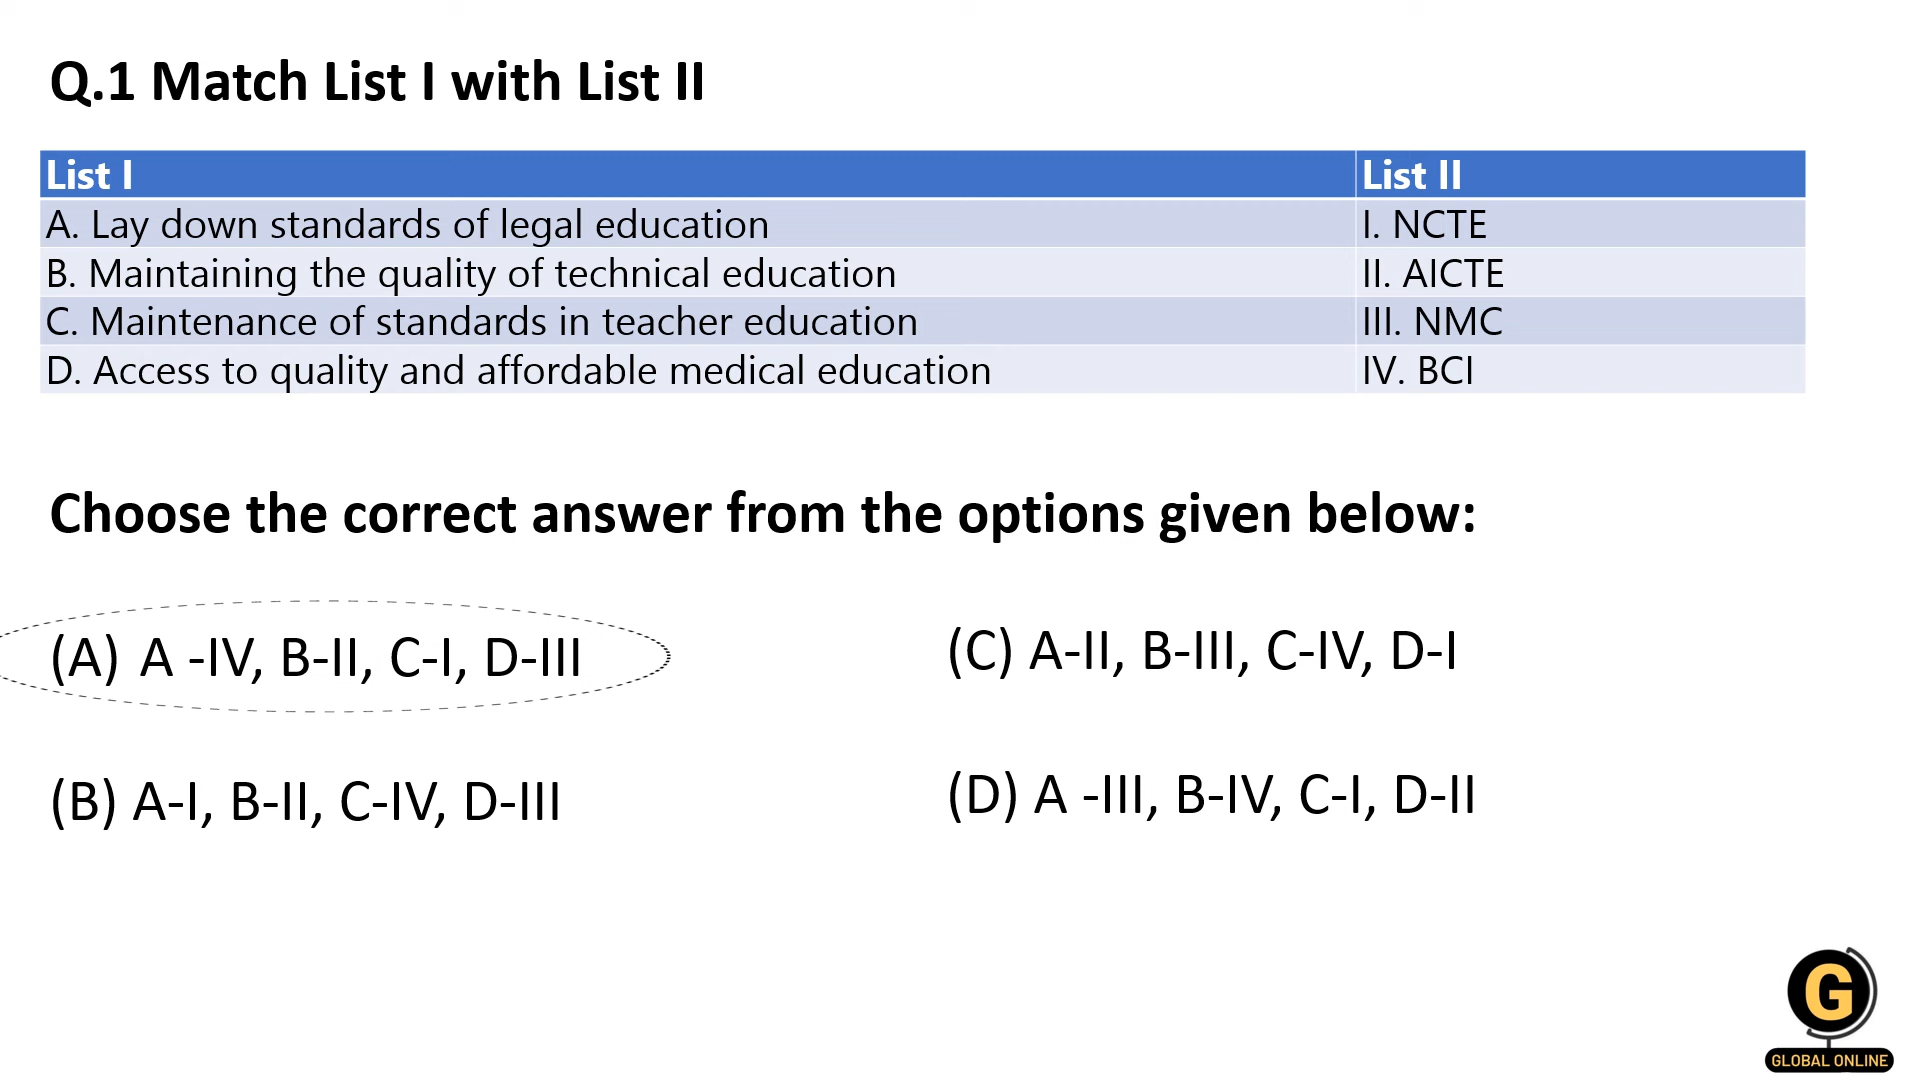 Q.1 Match List I with List II
List I List II
A. Lay down standards of legal education I. NCTE
B. Maintaining the quality of technical education II. AICTE
C. Maintenance of standards in teacher education III. NMC
D. Access to quality and affordable medical education IV. BCI
Choose the correct answer from the options given below:
(A) A -IV, B-II, C-I, D-III
(C) A-II, B-III, C-IV, D-I
(B) A-I, B-II, C-IV, D-III
(D) A -III, B-IV, C-I, D-II
G
GLOBAL ONLINE